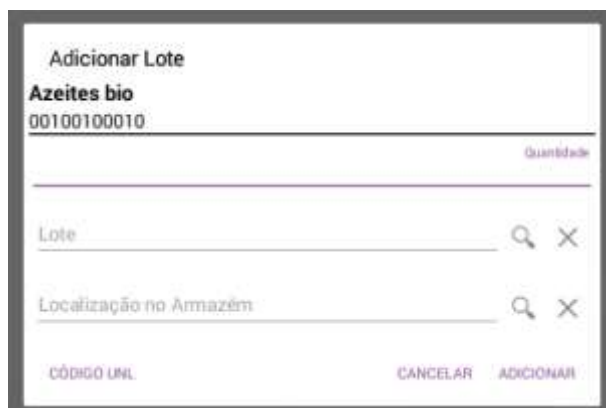 Adicionar Lote
Azeites bio
00100100010
Quantidade
Lote
Localização no Armazém
CÓDIGO UNL CANCELAR ADICIONAR